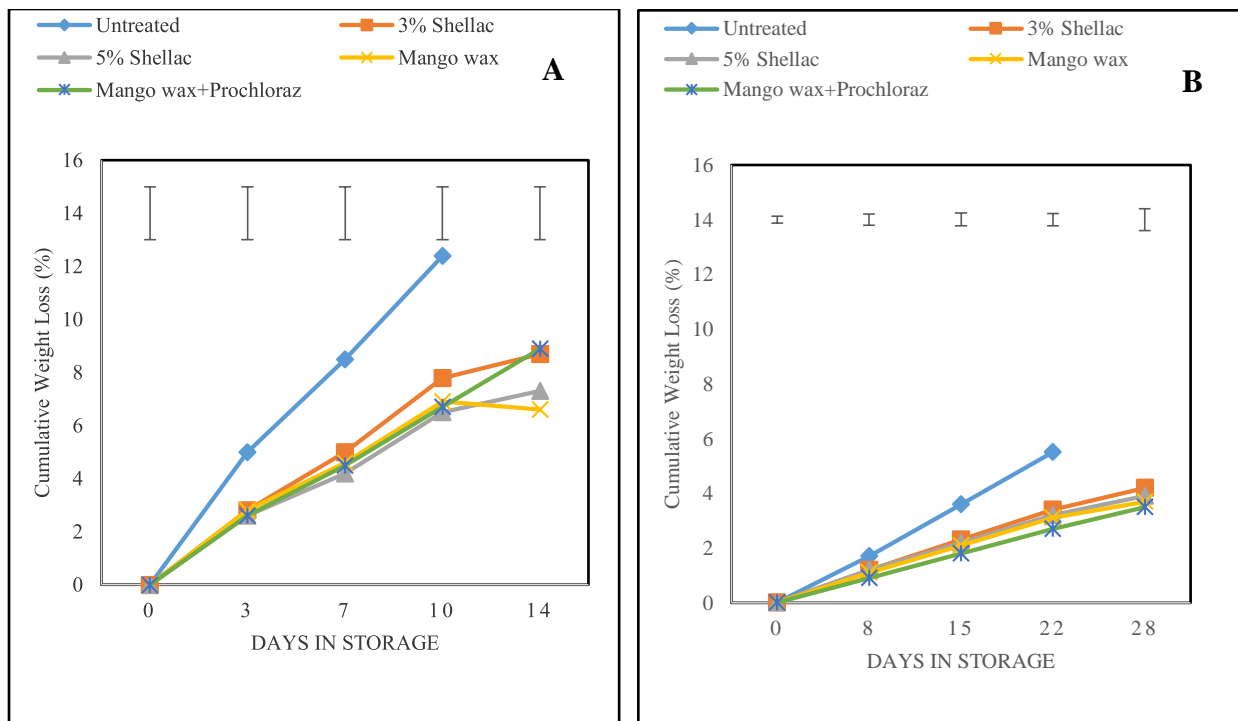 Untreated 3% Shellac
5% Shellac Mango wax
Mango wax+Prochloraz
A
Cumulative Weight Loss (%)
16
14
12
10
8
6
4
2
0
0 3 7 10 14
DAYS IN STORAGE
Untreated 3% Shellac
5% Shellac Mango wax
Mango wax+Prochloraz
B
Cumulative Weight Loss (%)
16
14
12
10
8
6
4
2
0
0 8 15 22 28
DAYS IN STORAGE